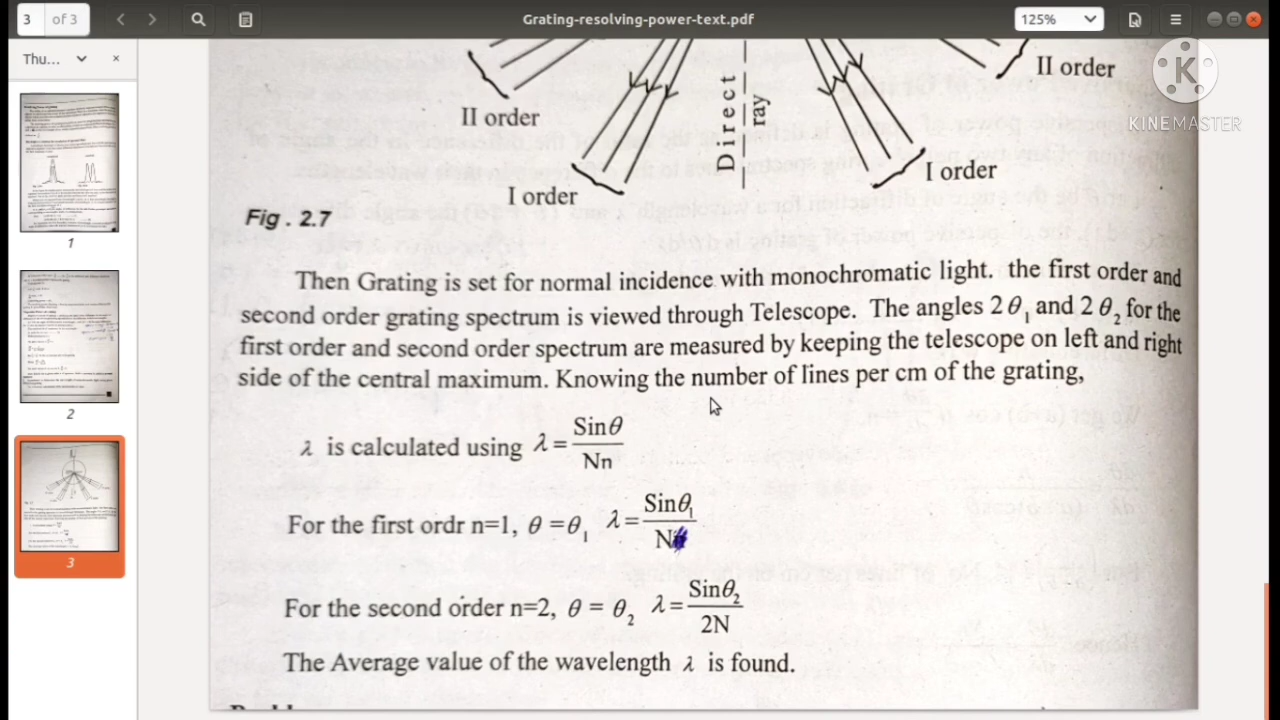 3 of 3
Grating-resolving-power-text.pdf
125%
Thu...
1
2
3
K
KINEMASTER
II order
II order
Direct
ray
I order
I order
Fig . 2.7
Then Grating is set for normal incidence with monochromatic light. the first order and
second order grating spectrum is viewed through Telescope. The angles 2 θ₁ and 2 θ₂ for the
first order and second order spectrum are measured by keeping the telescope on left and right
side of the central maximum. Knowing the number of lines per cm of the grating,
λ is calculated using λ = Sinθ / Nn
For the first ordr n=1, θ = θ₁ λ = Sinθ₁ / N
For the second order n=2, θ = θ₂ λ = Sinθ₂ / 2N
The Average value of the wavelength λ is found.